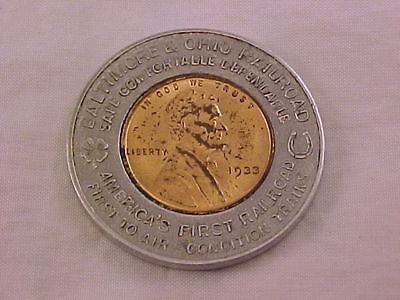 BALTIMORE & OHIO RAILROAD
SAFE COMFORTABLE DEPENDABLE
IN GOD WE TRUST
LIBERTY
1933
AMERICA'S FIRST RAILROAD
FIRST TO AIR-CONDITION TRAINS